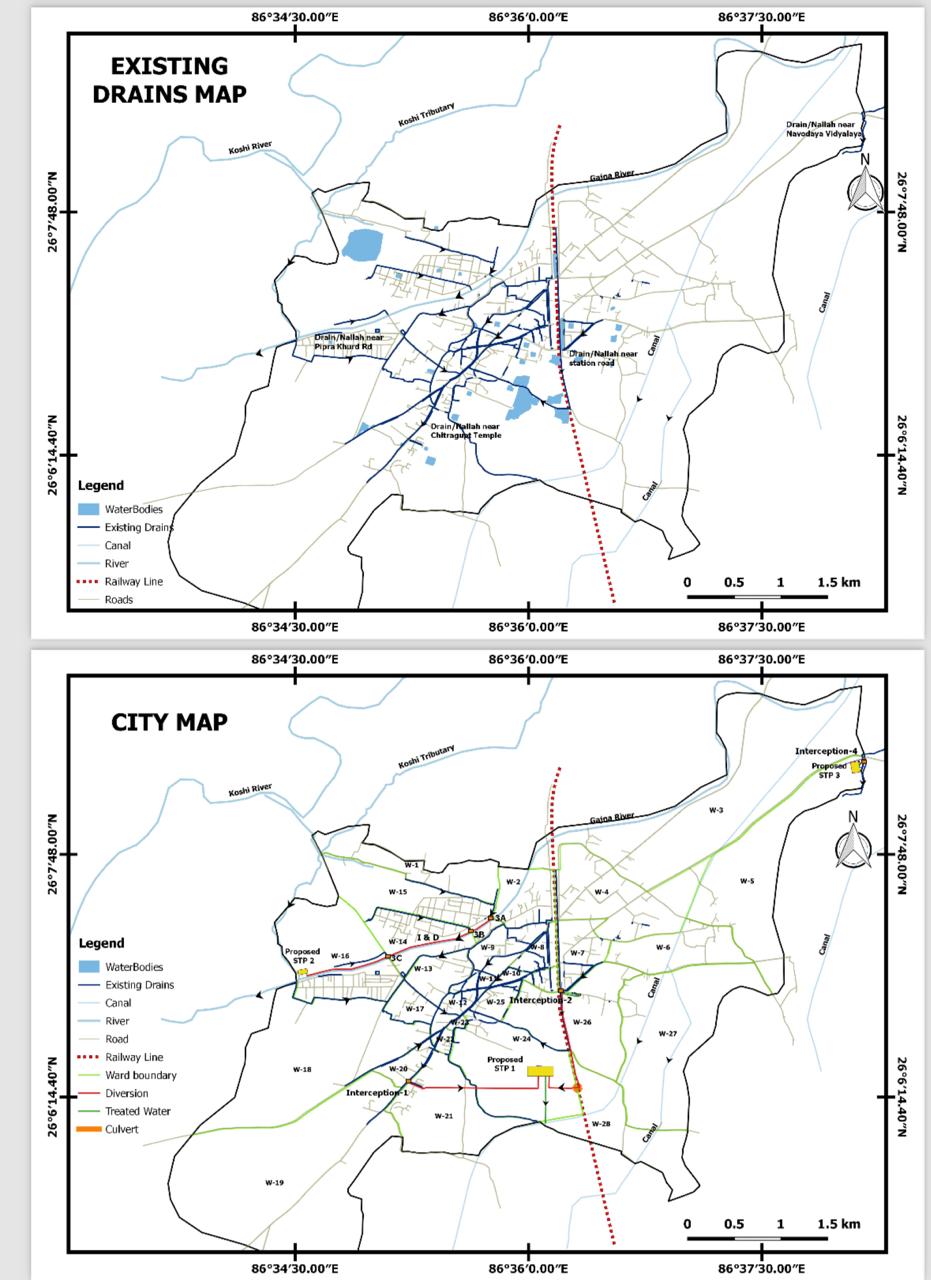 86°34′30.00″E 86°36′0.00″E 86°37′30.00″E
EXISTING
DRAINS MAP
Koshi River
Koshi Tributary
Gajna River
Drain/Nallah near
Navodaya Vidyalaya
N
26°7′48.00″N
26°7′48.00″N
Canal
Canal
Drain/Nallah near
Pipra Khurd Rd
Drain/Nallah near
station road
Drain/Nallah near
Chitragupt Temple
Canal
26°6′14.40″N
26°6′14.40″N
Legend
WaterBodies
Existing Drains
Canal
River
Railway Line
Roads
0 0.5 1 1.5 km
86°34′30.00″E 86°36′0.00″E 86°37′30.00″E
86°34′30.00″E 86°36′0.00″E 86°37′30.00″E
CITY MAP
Koshi River
Koshi Tributary
Gajna River
Interception-4
Proposed
STP 3
N
26°7′48.00″N
26°7′48.00″N
W-3
W-1
W-2
W-15
W-4
W-5
3A
3B
I & D
W-14
W-9
W-8
W-7
W-6
Canal
Proposed
STP 2
W-16
3C
W-13
W-10
Canal
W-17
W-12
W-25
Interception-2
W-26
W-24
W-27
W-18
W-20
Proposed
STP 1
Interception-1
W-21
W-28
Canal
W-19
26°6′14.40″N
26°6′14.40″N
Legend
WaterBodies
Existing Drains
Canal
River
Road
Railway Line
Ward boundary
Diversion
Treated Water
Culvert
0 0.5 1 1.5 km
86°34′30.00″E 86°36′0.00″E 86°37′30.00″E